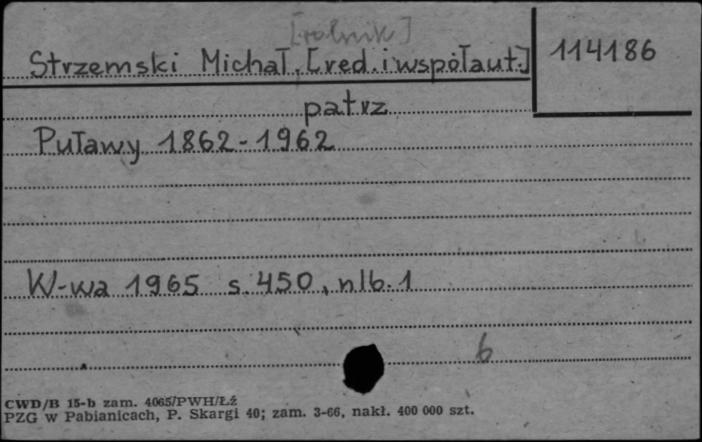 [rolnik]
Strzemski Michał. [red. i współaut.]
114186
patrz
Puławy 1862-1962
W-wa 1965 s. 450, nlb. 1
6
CWD/B 15-b zam. 4065/PWH/Łź
PZG w Pabianicach, P. Skargi 40; zam. 3-66, nakł. 400 000 szt.